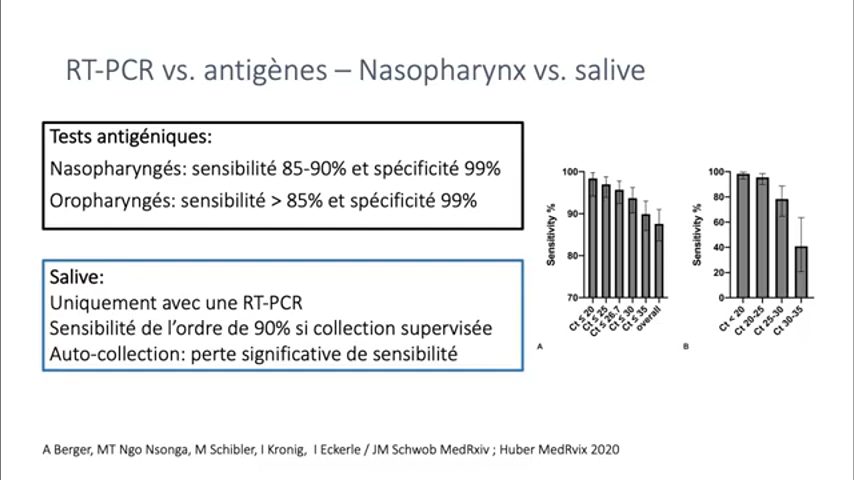 RT-PCR vs. antigènes – Nasopharynx vs. salive
Tests antigéniques:
Nasopharyngés: sensibilité 85-90% et spécificité 99%
Oropharyngés: sensibilité > 85% et spécificité 99%
Salive:
Uniquement avec une RT-PCR
Sensibilité de l'ordre de 90% si collection supervisée
Auto-collection: perte significative de sensibilité
Sensitivity %
100
90
80
70
Ct ≤ 20
Ct ≤ 25
Ct ≤ 26.7
Ct ≤ 30
Ct ≤ 35
overall
A
Sensitivity %
100
80
60
40
20
0
Ct < 20
Ct 20-25
Ct 25-30
Ct 30-35
B
A Berger, MT Ngo Nsonga, M Schibler, I Kronig, I Eckerle / JM Schwob MedRxiv ; Huber MedRvix 2020